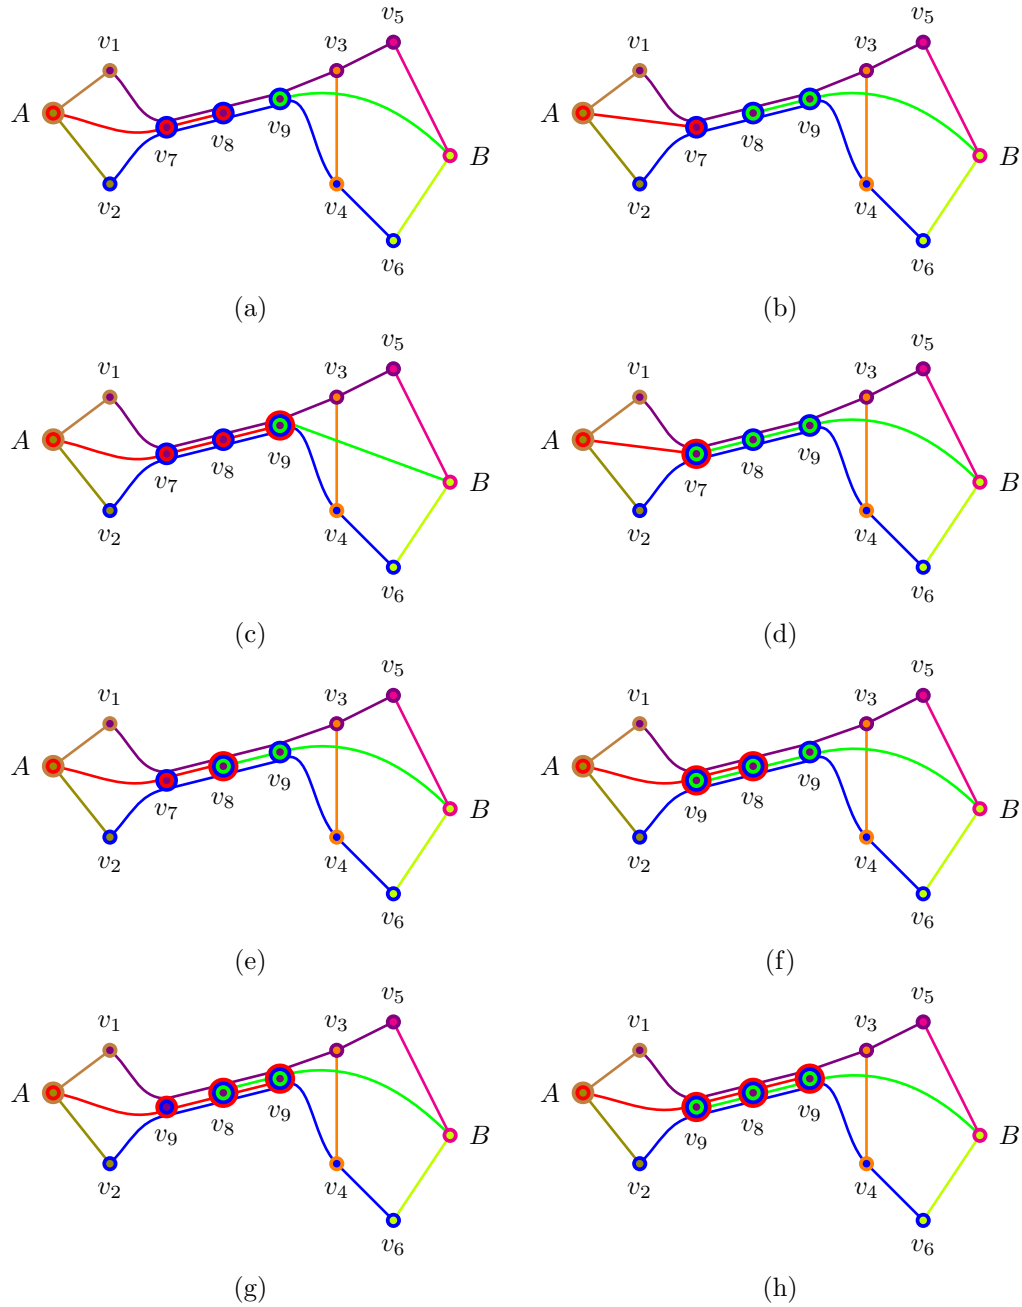 v5 v5
v1 v3 v1 v3
A A
v7 v8 v9 B v7 v8 v9 B
v2 v4 v2 v4
v6 v6
(a) (b)
v5 v5
v1 v3 v1 v3
A A
v7 v8 v9 B v7 v8 v9 B
v2 v4 v2 v4
v6 v6
(c) (d)
v5 v5
v1 v3 v1 v3
A A
v7 v8 v9 B v9 v8 v9 B
v2 v4 v2 v4
v6 v6
(e) (f)
v5 v5
v1 v3 v1 v3
A A
v9 v8 v9 B v9 v8 v9 B
v2 v4 v2 v4
v6 v6
(g) (h)